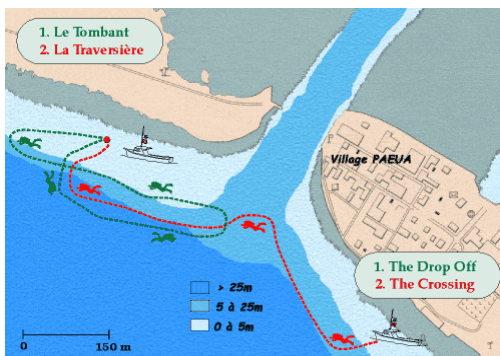 1. Le Tombant
2. La Traversière
Village PAEUA
1. The Drop Off
2. The Crossing
> 25m
5 à 25m
0 à 5m
0 150 m